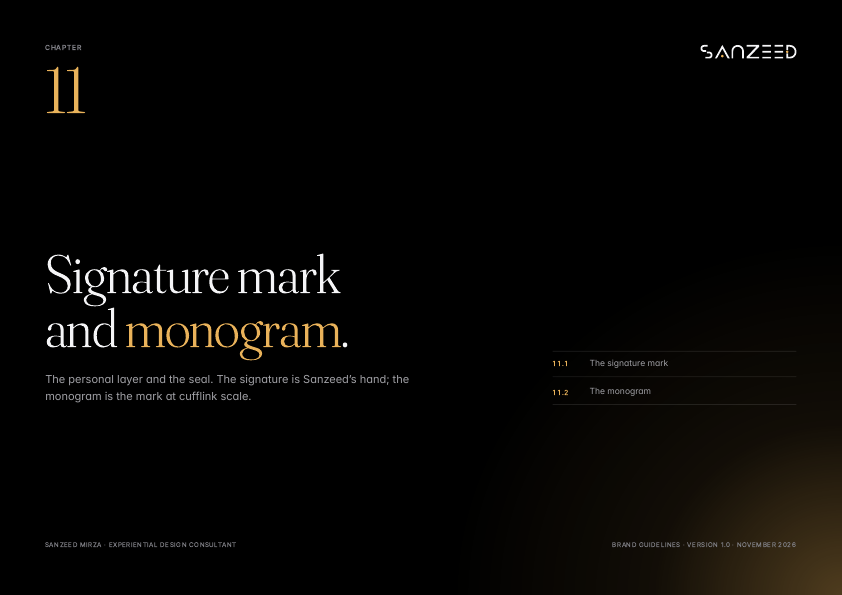 CHAPTER
SANZEED
11
Signature mark
and monogram.
The personal layer and the seal. The signature is Sanzeed’s hand; the
monogram is the mark at cufflink scale.
11.1 The signature mark
11.2 The monogram
SANZEED MIRZA · EXPERIENTIAL DESIGN CONSULTANT
BRAND GUIDELINES · VERSION 1.0 · NOVEMBER 2026